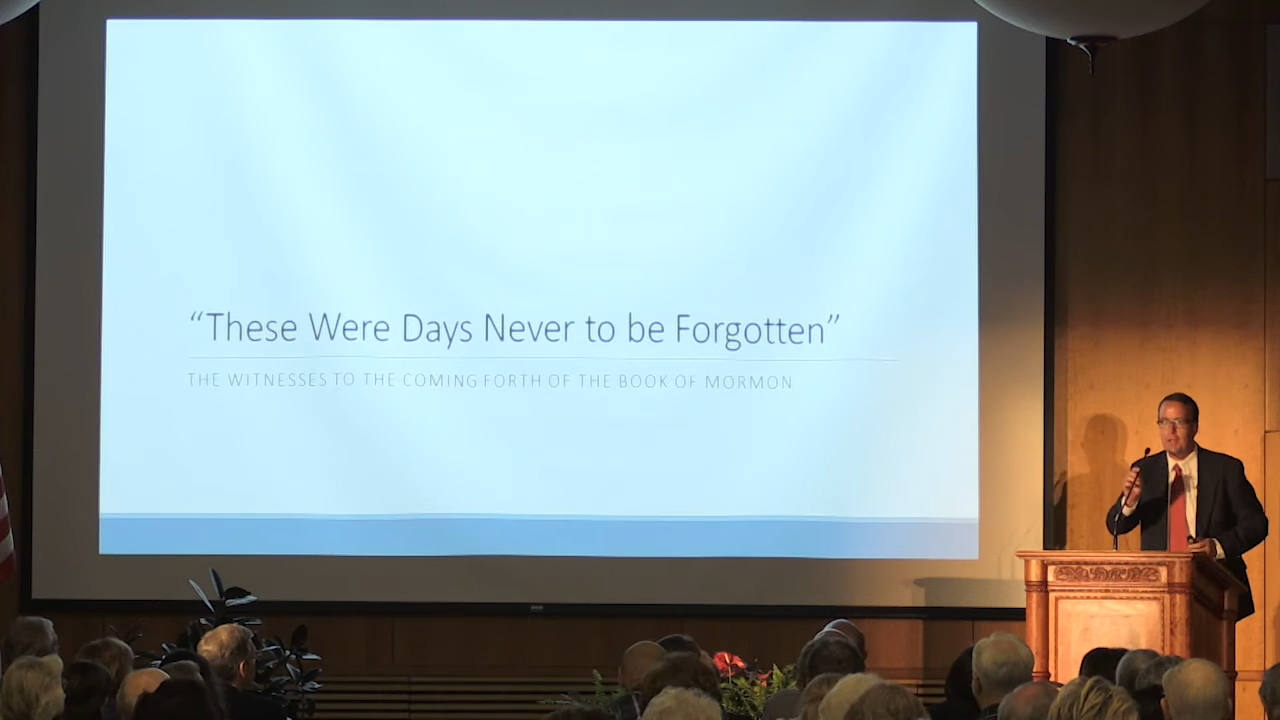 “These Were Days Never to be Forgotten”
THE WITNESSES TO THE COMING FORTH OF THE BOOK OF MORMON